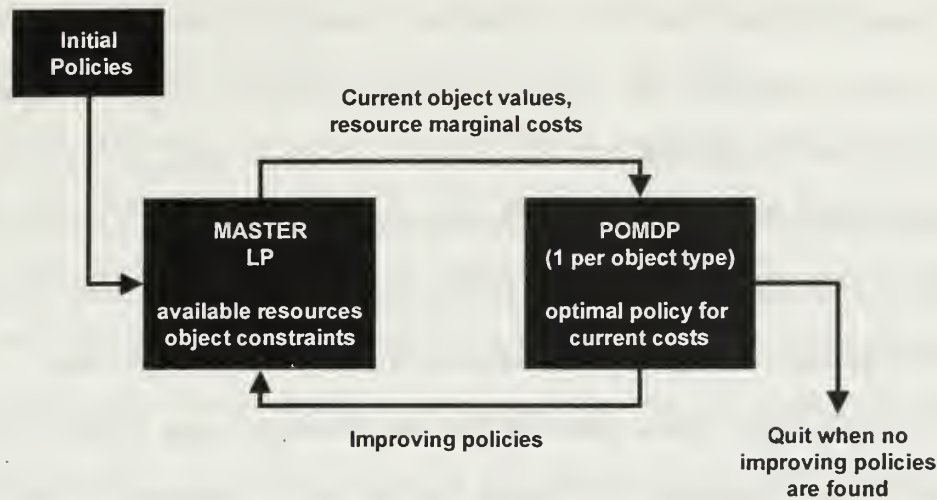 Initial
Policies
Current object values,
resource marginal costs
MASTER
LP
available resources
object constraints
POMDP
(1 per object type)
optimal policy for
current costs
Improving policies
Quit when no
improving policies
are found